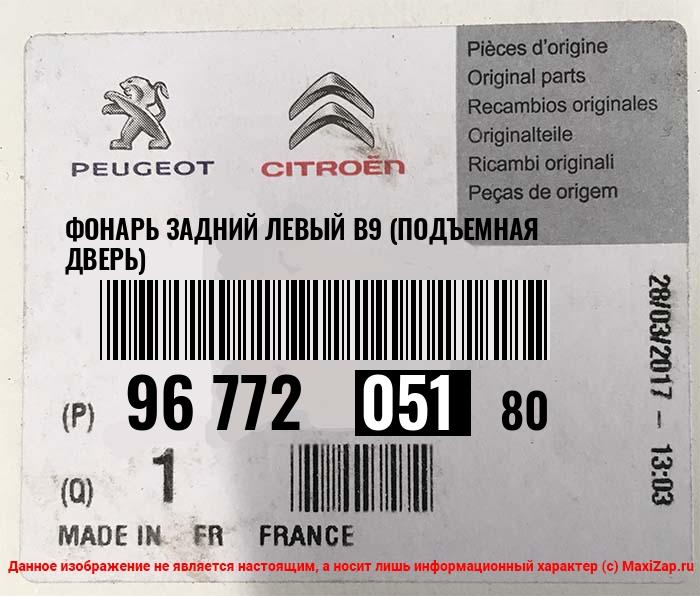 Pièces d'origine
Original parts
Recambios originales
Originalteile
Ricambi originali
Peças de origem
PEUGEOT
CITROËN
ФОНАРЬ ЗАДНИЙ ЛЕВЫЙ B9 (ПОДЪЕМНАЯ
ДВЕРЬ)
28/03/2017 - 13:03
(P) 96 772 051 80
(Q) 1
MADE IN FR FRANCE
Данное изображение не является настоящим, а носит лишь информационный характер (с) MaxiZap.ru